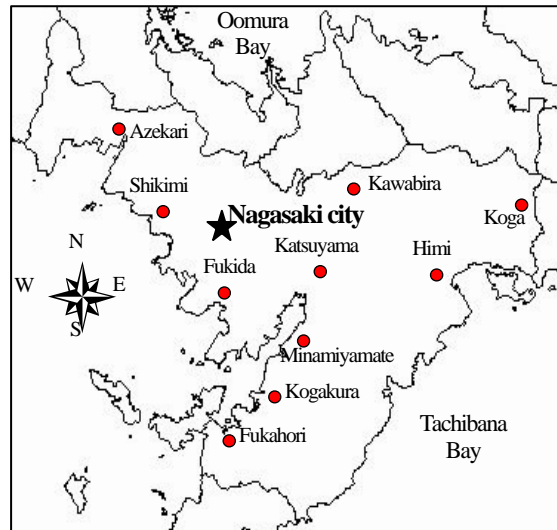 Oomura
Bay
Azekari
Shikimi
Kawabira
Koga
Nagasaki city
N
Katsuyama
Himi
Fukida
W
E
S
Minamiyamate
Kogakura
Tachibana
Bay
Fukahori